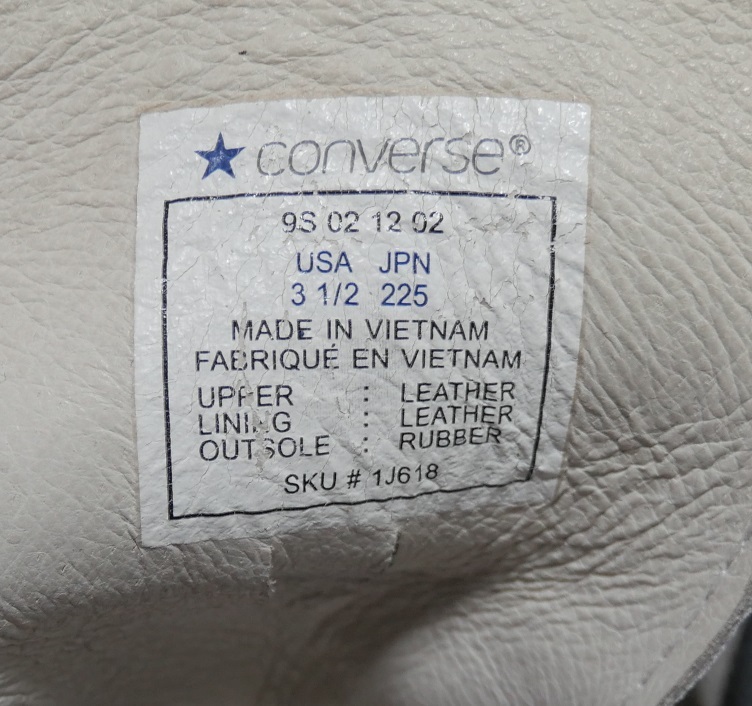 converse®
9S 02 12 02
USA JPN
3 1/2 225
MADE IN VIETNAM
FABRIQUÉ EN VIETNAM
UPPER : LEATHER
LINING : LEATHER
OUTSOLE : RUBBER
SKU # 1J618